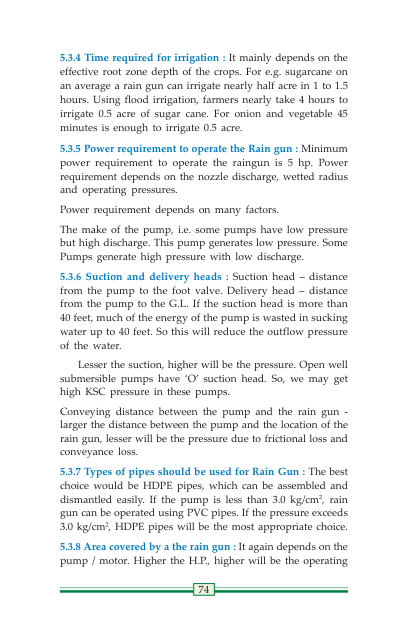 5.3.4 Time required for irrigation : It mainly depends on the
effective root zone depth of the crops. For e.g. sugarcane on
an average a rain gun can irrigate nearly half acre in 1 to 1.5
hours. Using flood irrigation, farmers nearly take 4 hours to
irrigate 0.5 acre of sugar cane. For onion and vegetable 45
minutes is enough to irrigate 0.5 acre.
5.3.5 Power requirement to operate the Rain gun : Minimum
power requirement to operate the raingun is 5 hp. Power
requirement depends on the nozzle discharge, wetted radius
and operating pressures.
Power requirement depends on many factors.
The make of the pump, i.e. some pumps have low pressure
but high discharge. This pump generates low pressure. Some
Pumps generate high pressure with low discharge.
5.3.6 Suction and delivery heads : Suction head – distance
from the pump to the foot valve. Delivery head – distance
from the pump to the G.L. If the suction head is more than
40 feet, much of the energy of the pump is wasted in sucking
water up to 40 feet. So this will reduce the outflow pressure
of the water.
Lesser the suction, higher will be the pressure. Open well
submersible pumps have ‘O’ suction head. So, we may get
high KSC pressure in these pumps.
Conveying distance between the pump and the rain gun -
larger the distance between the pump and the location of the
rain gun, lesser will be the pressure due to frictional loss and
conveyance loss.
5.3.7 Types of pipes should be used for Rain Gun : The best
choice would be HDPE pipes, which can be assembled and
dismantled easily. If the pump is less than 3.0 kg/cm², rain
gun can be operated using PVC pipes. If the pressure exceeds
3.0 kg/cm², HDPE pipes will be the most appropriate choice.
5.3.8 Area covered by a the rain gun : It again depends on the
pump / motor. Higher the H.P., higher will be the operating
74